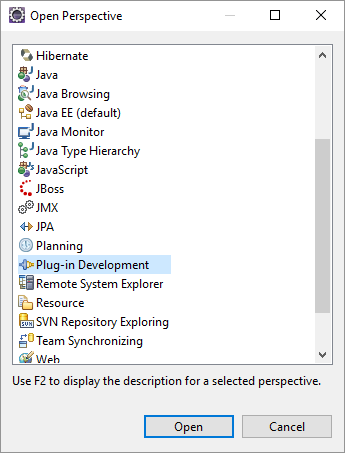 Open Perspective
Hibernate
Java
Java Browsing
Java EE (default)
Java Monitor
Java Type Hierarchy
JavaScript
JBoss
JMX
JPA
Planning
Plug-in Development
Remote System Explorer
Resource
SVN Repository Exploring
Team Synchronizing
Web
Use F2 to display the description for a selected perspective.
Open
Cancel